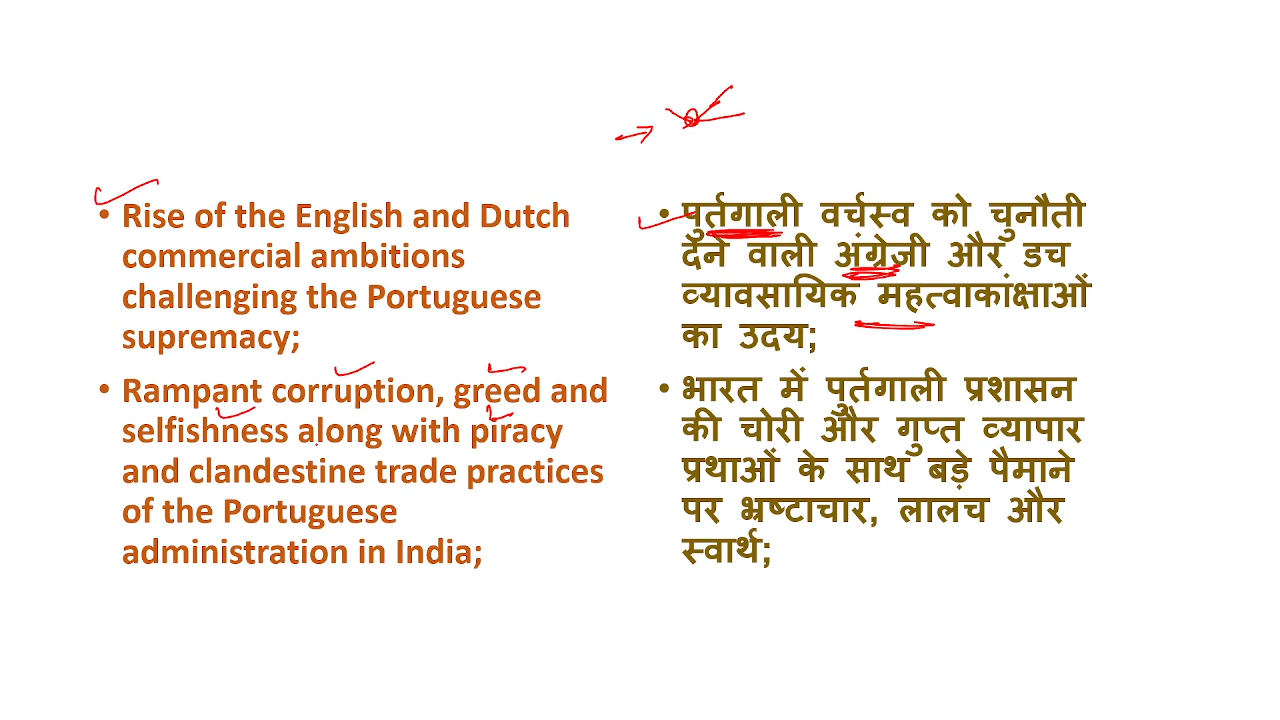 • Rise of the English and Dutch
commercial ambitions
challenging the Portuguese
supremacy;
• Rampant corruption, greed and
selfishness along with piracy
and clandestine trade practices
of the Portuguese
administration in India;
• पुर्तगाली वर्चस्व को चुनौती
देने वाली अंग्रेजी और डच
व्यावसायिक महत्वाकांक्षाओं
का उदय;
• भारत में पुर्तगाली प्रशासन
की चोरी और गुप्त व्यापार
प्रथाओं के साथ बड़े पैमाने
पर भ्रष्टाचार, लालच और
स्वार्थ;